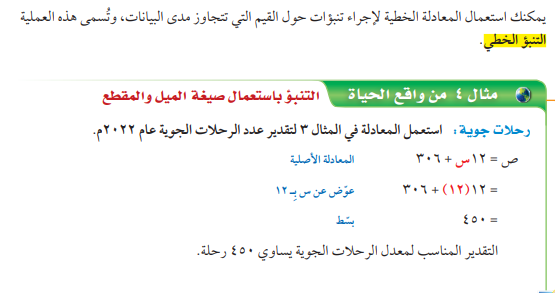 يمكنك استعمال المعادلة الخطية لإجراء تنبؤات حول القيم التي تتجاوز مدى البيانات، وتُسمى هذه العملية
التنبؤ الخطي.
مثال ٤ من واقع الحياة التنبؤ باستعمال صيغة الميل والمقطع
رحلات جوية: استعمل المعادلة في المثال ٣ لتقدير عدد الرحلات الجوية عام ٢٠٢٢م.
ص = ١٢س + ٣٠٦ المعادلة الأصلية
= ١٢(١٢) + ٣٠٦ عوّض عن س بـ ١٢
= ٤٥٠ بسّط
التقدير المناسب لمعدل الرحلات الجوية يساوي ٤٥٠ رحلة.